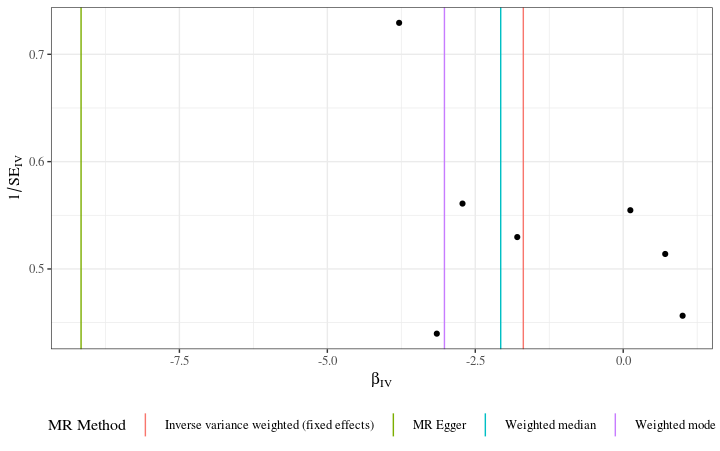 0.7
0.6
0.5
1/SE_IV
-7.5 -5.0 -2.5 0.0
β_IV
MR Method Inverse variance weighted (fixed effects) MR Egger Weighted median Weighted mode